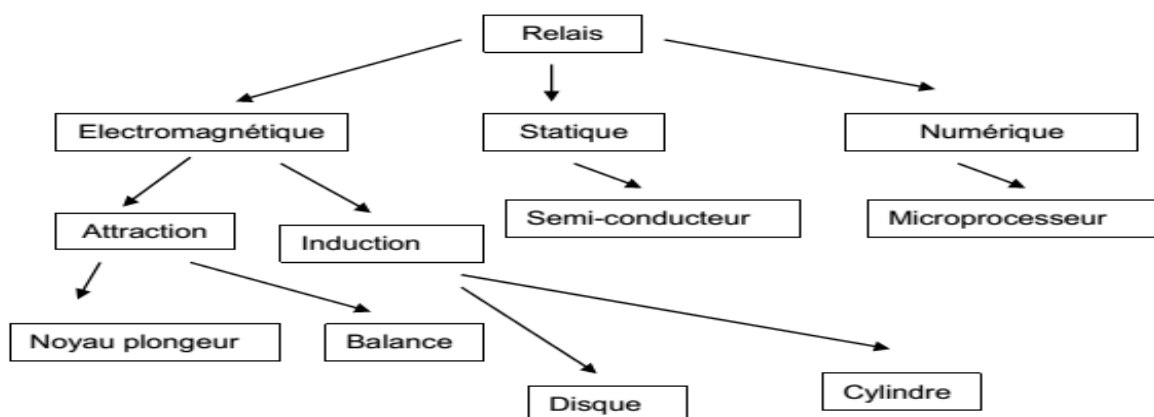 Relais
Electromagnétique
Statique
Numérique
Attraction
Induction
Semi-conducteur
Microprocesseur
Noyau plongeur
Balance
Disque
Cylindre